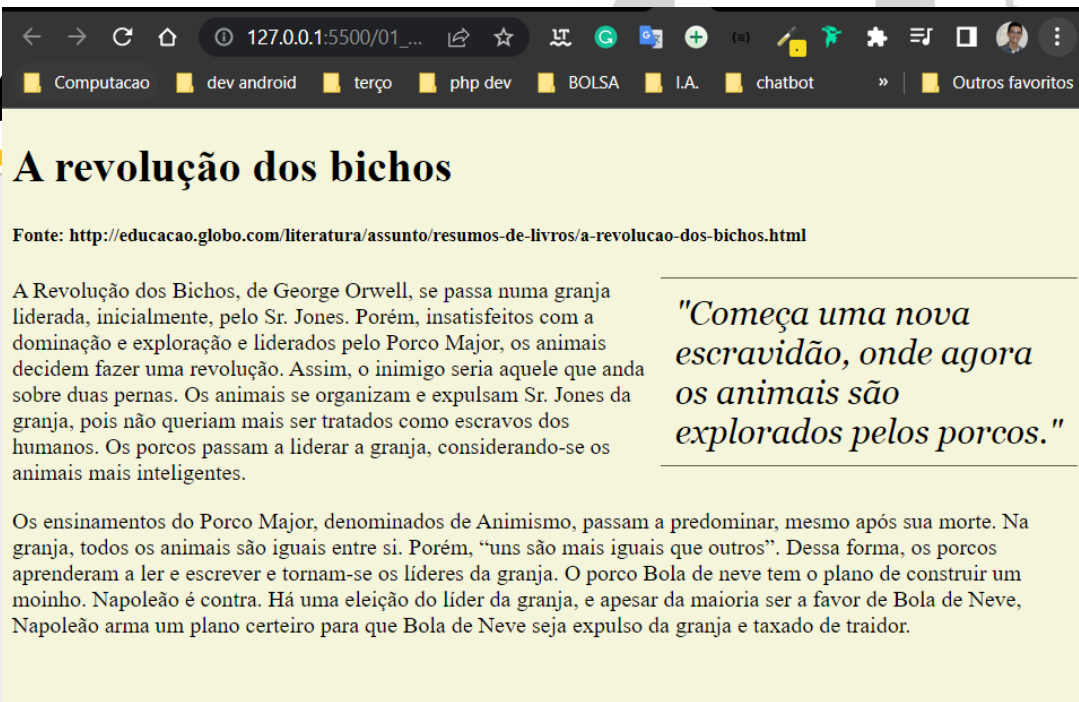 127.0.0.1:5500/01_...
Computacao dev android terço php dev BOLSA I.A. chatbot » Outros favoritos
A revolução dos bichos
Fonte: http://educacao.globo.com/literatura/assunto/resumos-de-livros/a-revolucao-dos-bichos.html
A Revolução dos Bichos, de George Orwell, se passa numa granja
liderada, inicialmente, pelo Sr. Jones. Porém, insatisfeitos com a
dominação e exploração e liderados pelo Porco Major, os animais
decidem fazer uma revolução. Assim, o inimigo seria aquele que anda
sobre duas pernas. Os animais se organizam e expulsam Sr. Jones da
granja, pois não queriam mais ser tratados como escravos dos
humanos. Os porcos passam a liderar a granja, considerando-se os
animais mais inteligentes.
"Começa uma nova
escravidão, onde agora
os animais são
explorados pelos porcos."
Os ensinamentos do Porco Major, denominados de Animismo, passam a predominar, mesmo após sua morte. Na
granja, todos os animais são iguais entre si. Porém, “uns são mais iguais que outros”. Dessa forma, os porcos
aprenderam a ler e escrever e tornam-se os líderes da granja. O porco Bola de neve tem o plano de construir um
moinho. Napoleão é contra. Há uma eleição do líder da granja, e apesar da maioria ser a favor de Bola de Neve,
Napoleão arma um plano certeiro para que Bola de Neve seja expulso da granja e taxado de traidor.